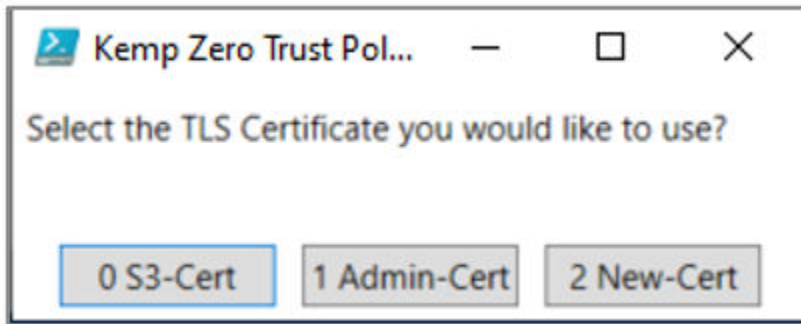 Kemp Zero Trust Pol...
Select the TLS Certificate you would like to use?
0 S3-Cert 1 Admin-Cert 2 New-Cert